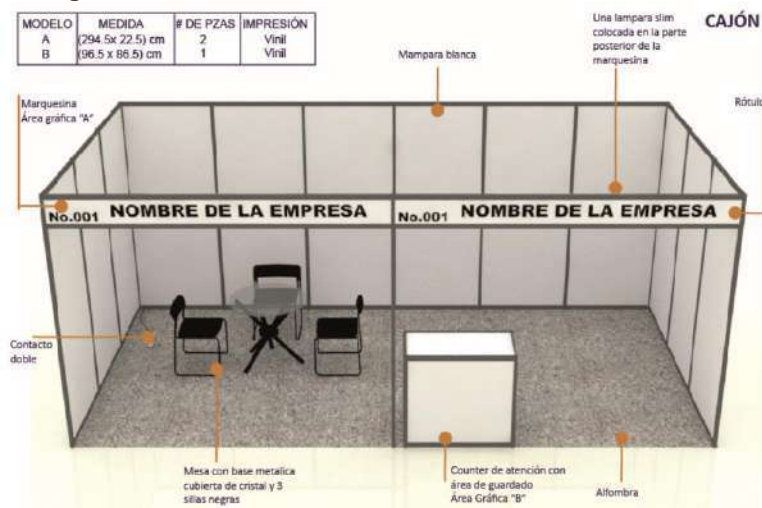 MODELO MEDIDA # DE PZAS IMPRESIÓN
A (294.5x 22.5) cm 2 Vinil
B (96.5 x 86.5) cm 1 Vinil
Una lampara slim
colocada en la parte
posterior de la
marquesina
CAJÓN
Mampara blanca
Marquesina
Área gráfica "A"
Rótulo
No.001 NOMBRE DE LA EMPRESA
No.001 NOMBRE DE LA EMPRESA
Contacto
doble
Mesa con base metalica
cubierta de cristal y 3
sillas negras
Counter de atención con
área de guardado
Área Gráfica "B"
Alfombra